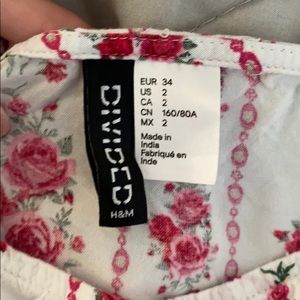 DIVIDED
H&M
EUR 34
US 2
CA 2
CN 160/80A
MX 2
Made in
India
Fabriqué en
Inde